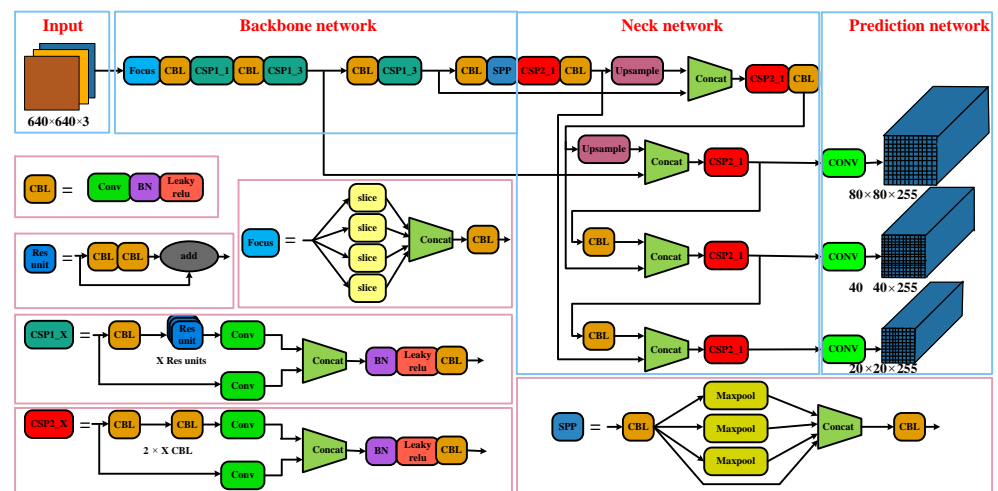 Input
Backbone network
Neck network
Prediction network
Focus CBL CSP1_1 CBL CSP1_3 CBL CSP1_3 CBL SPP CSP2_1 CBL Upsample Concat CSP2_1 CBL
640×640×3
Upsample Concat CSP2_1 CONV
80×80×255
CBL = Conv BN Leaky relu
Focus = slice slice slice slice Concat CBL
Res unit = CBL CBL add
CBL Concat CSP2_1 CONV
40 40×255
CSP1_X = CBL Res unit Conv
X Res units
Conv
Concat BN Leaky relu CBL
CBL Concat CSP2_1 CONV
20×20×255
CSP2_X = CBL CBL Conv
2 × X CBL
Conv
Concat BN Leaky relu CBL
SPP = CBL Maxpool Maxpool Maxpool Concat CBL